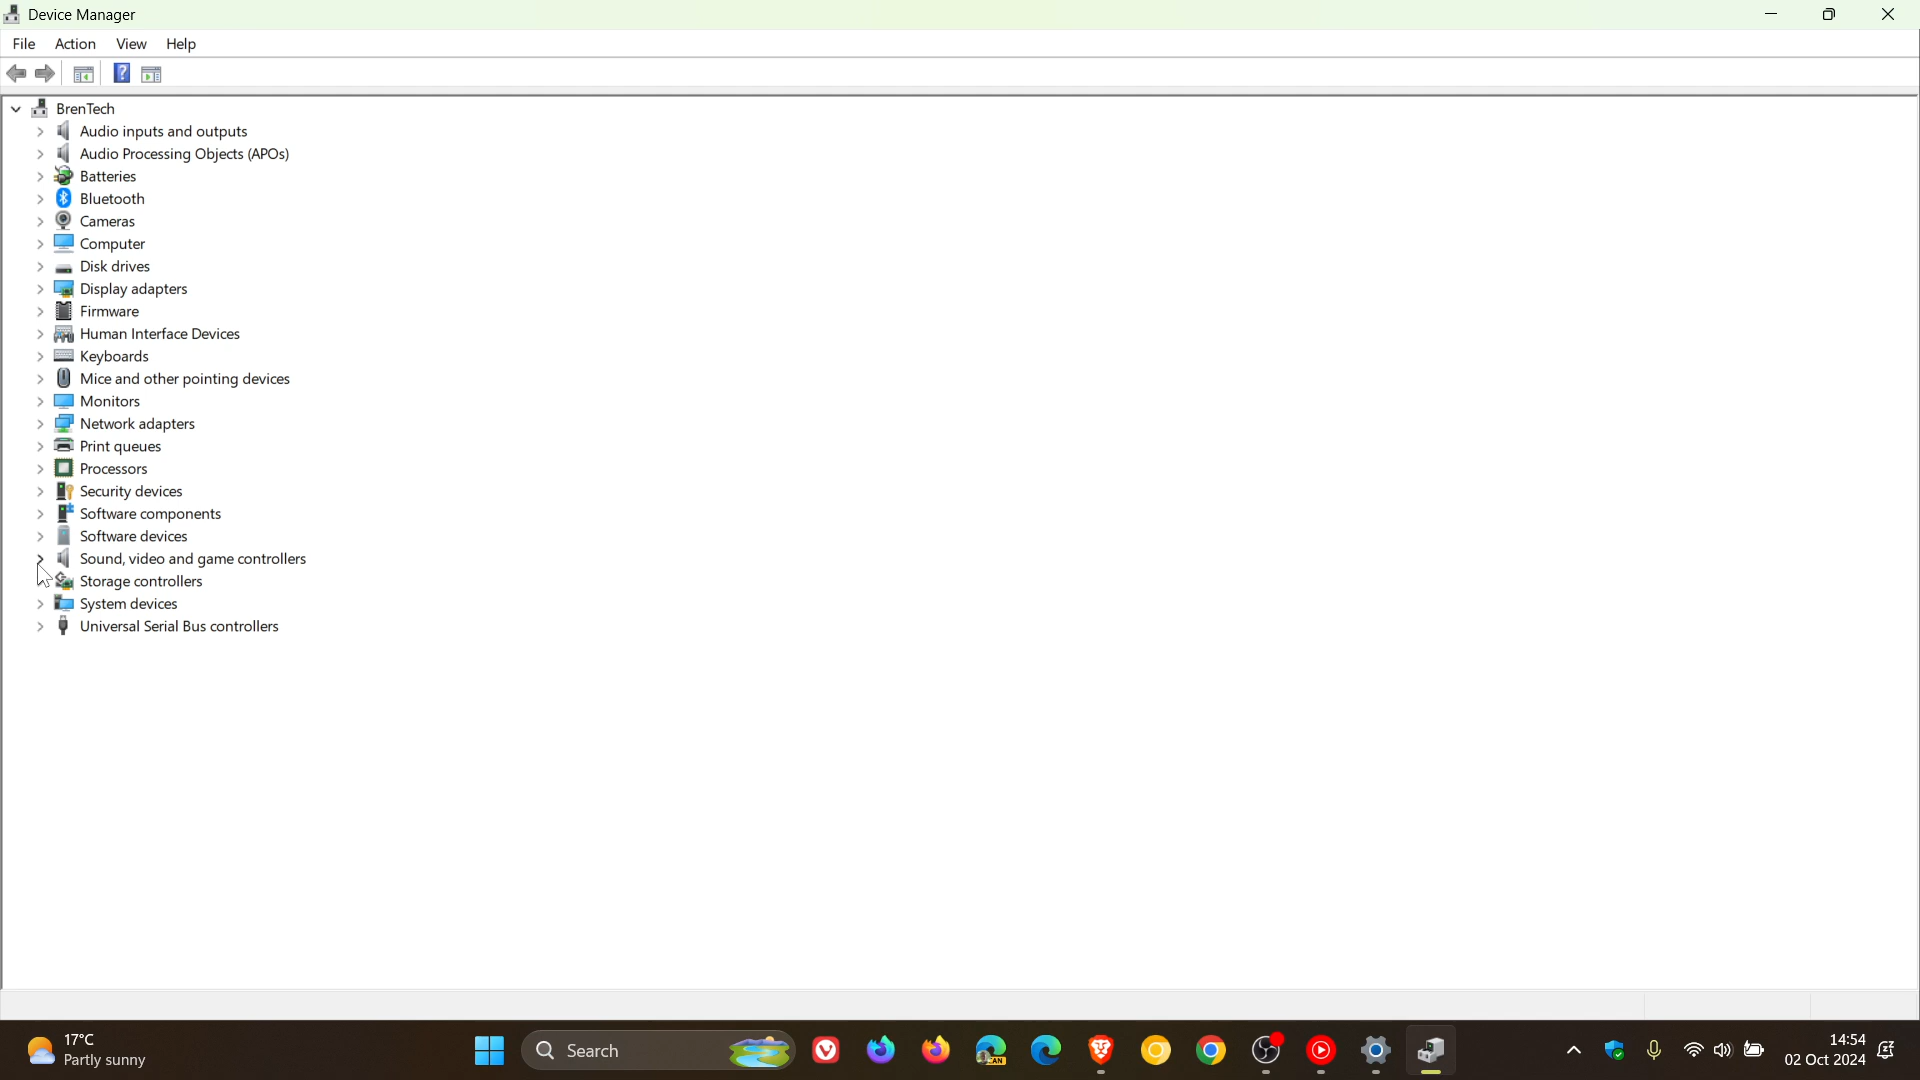 Device Manager
File Action View Help
?
BrenTech
Audio inputs and outputs
Audio Processing Objects (APOs)
Batteries
Bluetooth
Cameras
Computer
Disk drives
Display adapters
Firmware
Human Interface Devices
Keyboards
Mice and other pointing devices
Monitors
Network adapters
Print queues
Processors
Security devices
Software components
Software devices
Sound, video and game controllers
Storage controllers
System devices
Universal Serial Bus controllers
17°C
Partly sunny
Search
CAN
14:54
02 Oct 2024